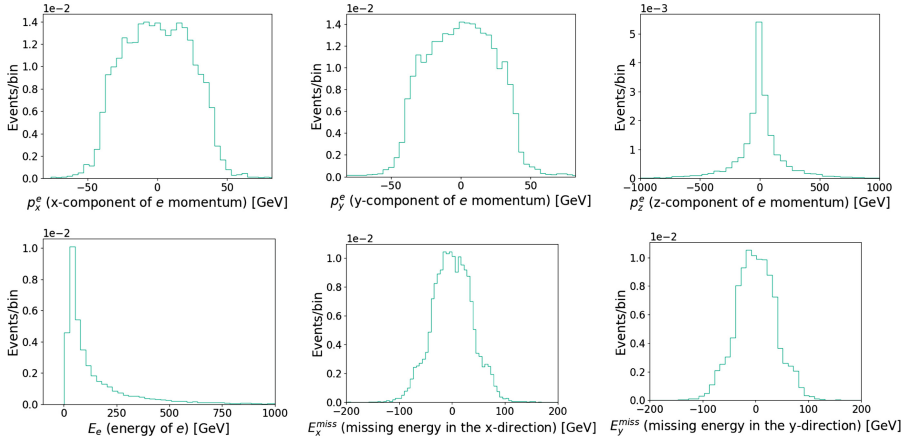 1e−2
Events/bin
1.4
1.2
1.0
0.8
0.6
0.4
0.2
0.0
−50 0 50
p_x^e (x-component of e momentum) [GeV]
1e−2
Events/bin
1.4
1.2
1.0
0.8
0.6
0.4
0.2
0.0
−50 0 50
p_y^e (y-component of e momentum) [GeV]
1e−3
Events/bin
5
4
3
2
1
0
−1000 −500 0 500 1000
p_z^e (z-component of e momentum) [GeV]
1e−2
Events/bin
1.0
0.8
0.6
0.4
0.2
0.0
0 250 500 750 1000
E_e (energy of e) [GeV]
1e−2
Events/bin
1.0
0.8
0.6
0.4
0.2
0.0
−200 −100 0 100 200
E_x^miss (missing energy in the x-direction) [GeV]
1e−2
Events/bin
1.0
0.8
0.6
0.4
0.2
0.0
−200 −100 0 100 200
E_y^miss (missing energy in the y-direction) [GeV]